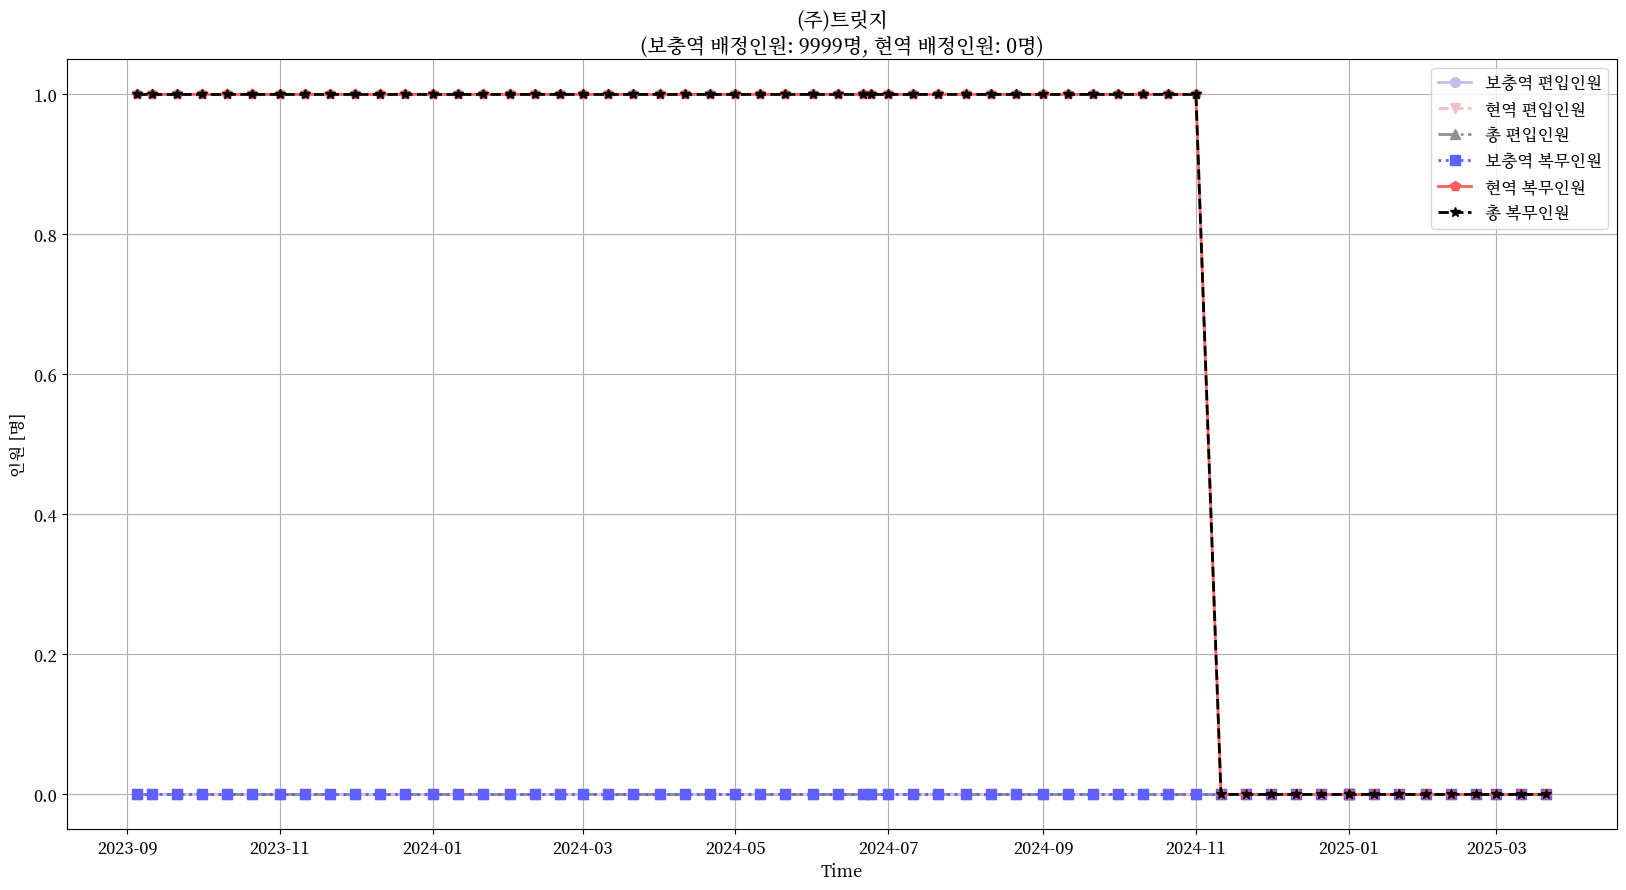 (주)트릿지
(보충역 배정인원: 9999명, 현역 배정인원: 0명)
보충역 편입인원
현역 편입인원
총 편입인원
보충역 복무인원
현역 복무인원
총 복무인원
인원 [명]
1.0
0.8
0.6
0.4
0.2
0.0
2023-09 2023-11 2024-01 2024-03 2024-05 2024-07 2024-09 2024-11 2025-01 2025-03
Time